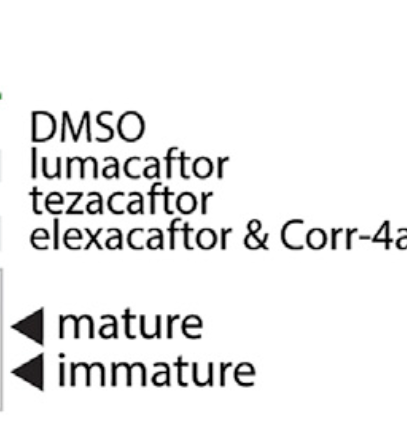 DMSO
lumacaftor
tezacaftor
elexacaftor & Corr-4a
mature
immature